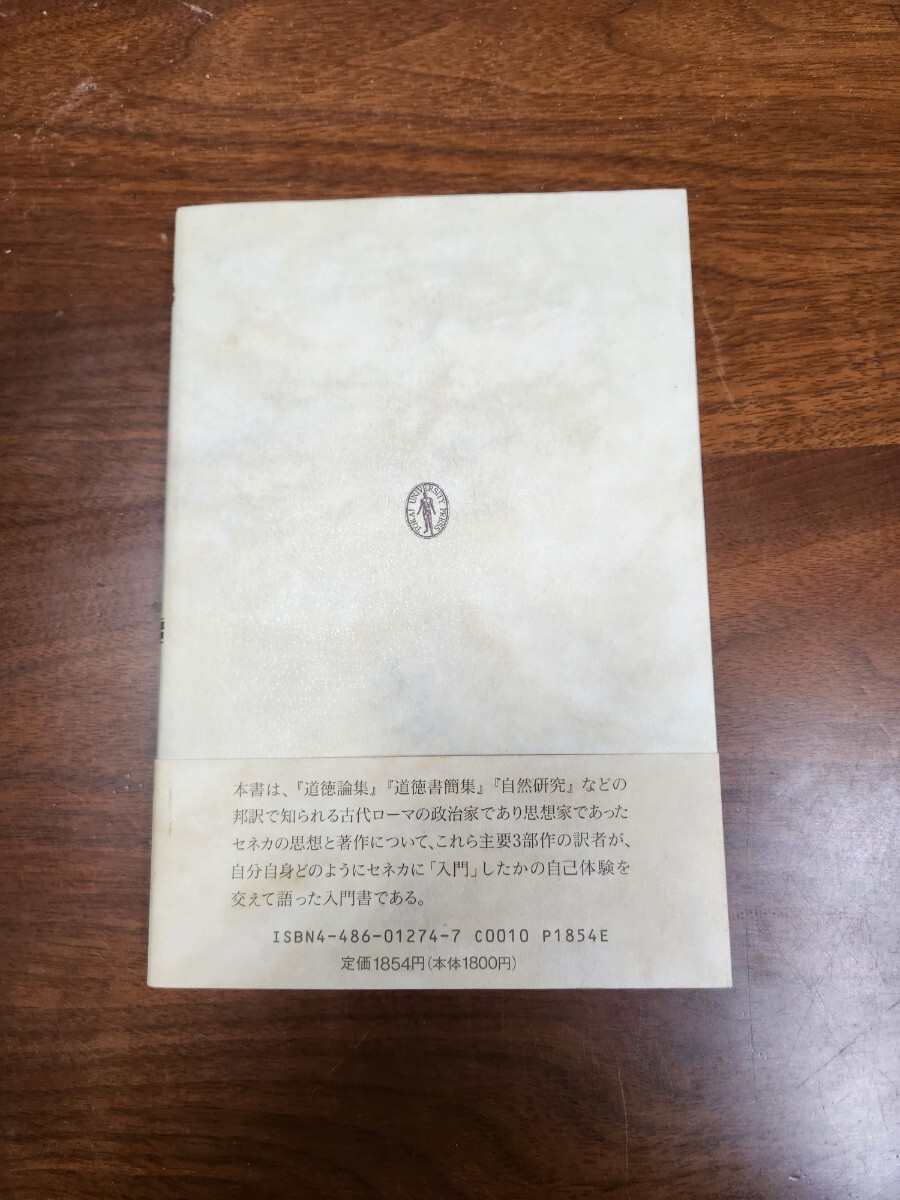 TOKAI UNIVERSITY PRESS
本書は、『道徳論集』『道徳書簡集』『自然研究』などの
邦訳で知られる古代ローマの政治家であり思想家であった
セネカの思想と著作について、これら主要3部作の訳者が、
自分自身どのようにセネカに「入門」したかの自己体験を
交えて語った入門書である。
ISBN4-486-01274-7 C0010 P1854E
定価1854円(本体1800円)